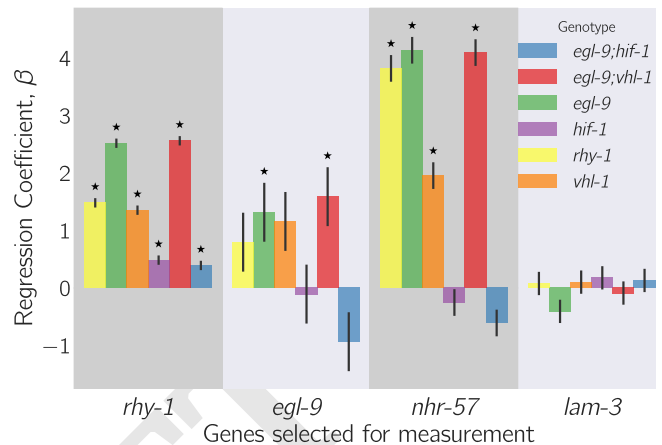 Genotype
egl-9;hif-1
egl-9;vhl-1
egl-9
hif-1
rhy-1
vhl-1
Regression Coefficient, β
4
3
2
1
0
−1
rhy-1 egl-9 nhr-57 lam-3
Genes selected for measurement